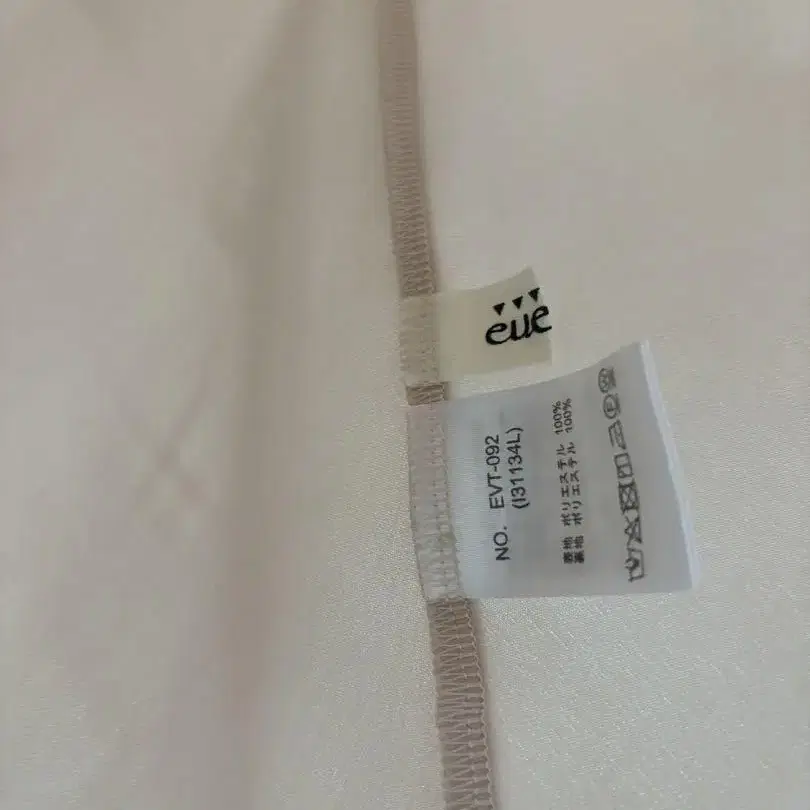 eue
NO. EVT-092
(I31134L)
表地 ポリエステル 100%
裏地 ポリエステル 100%